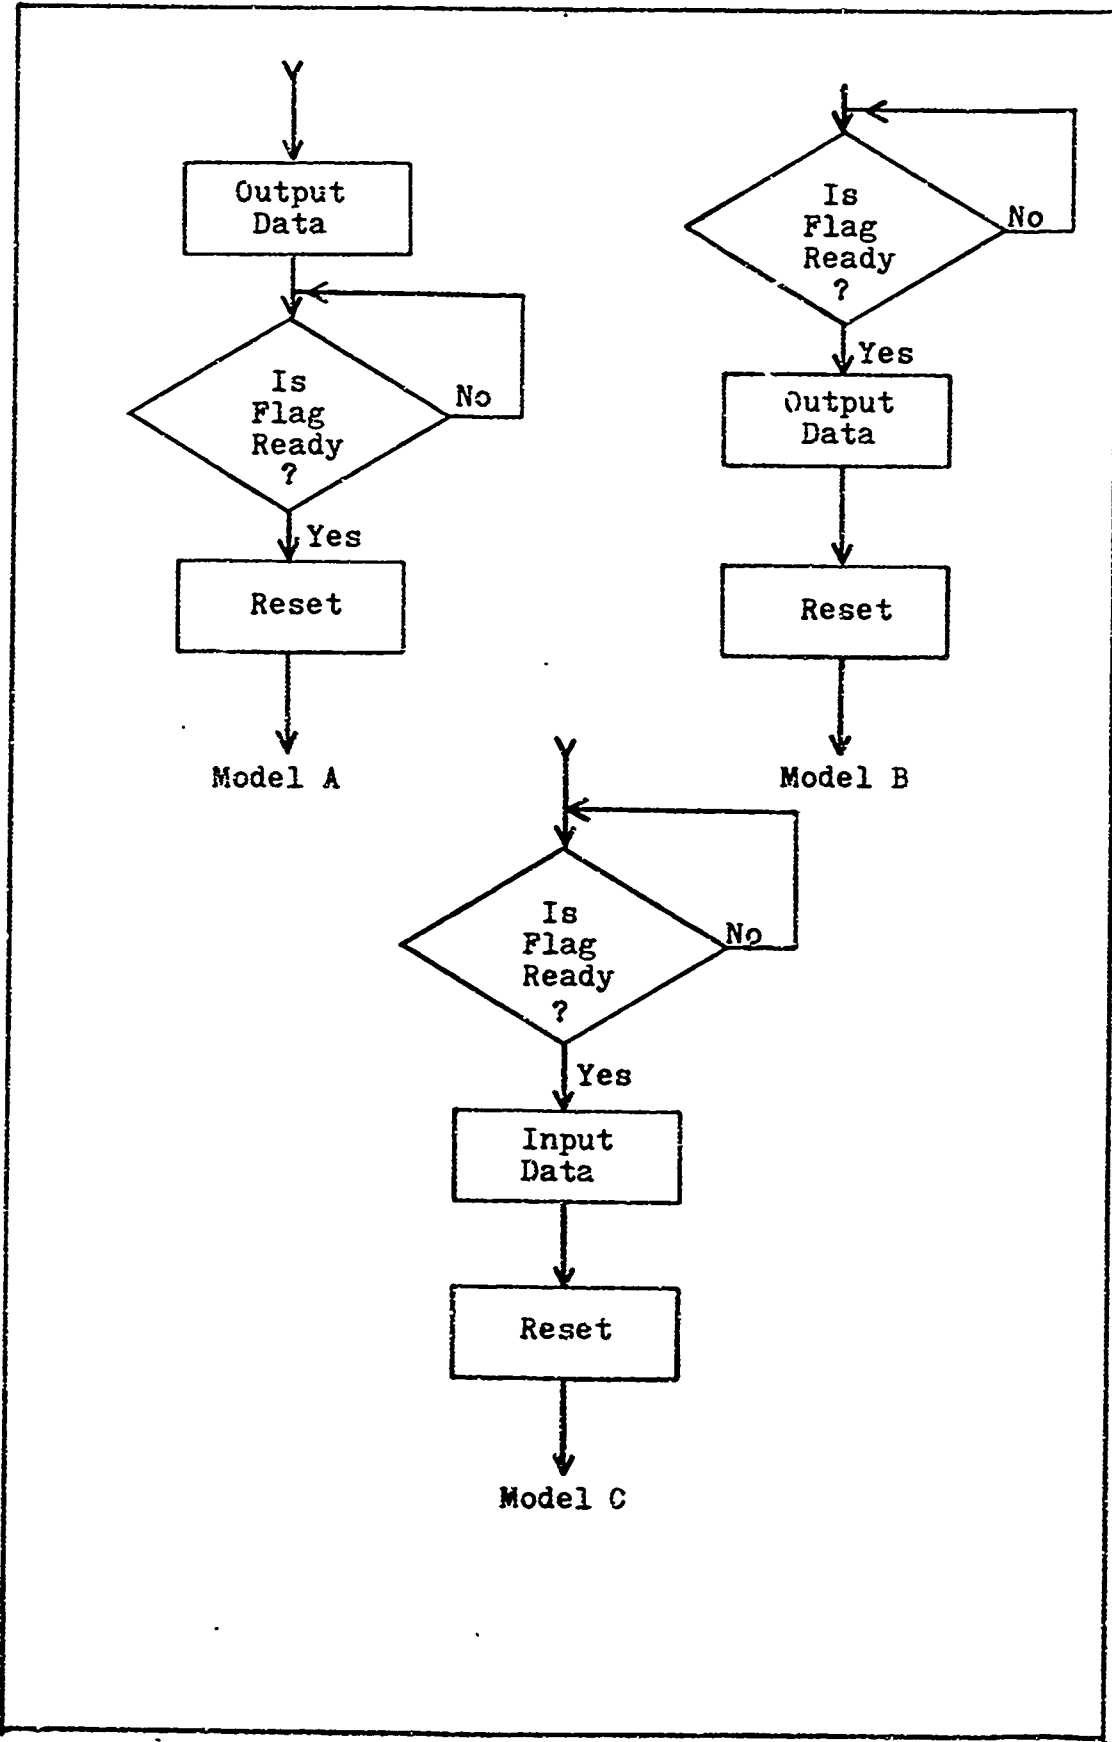 Output
Data
Is
Flag
Ready
?
No
Yes
Reset
Model A
Is
Flag
Ready
?
No
Yes
Output
Data
Reset
Model B
Is
Flag
Ready
?
No
Yes
Input
Data
Reset
Model C